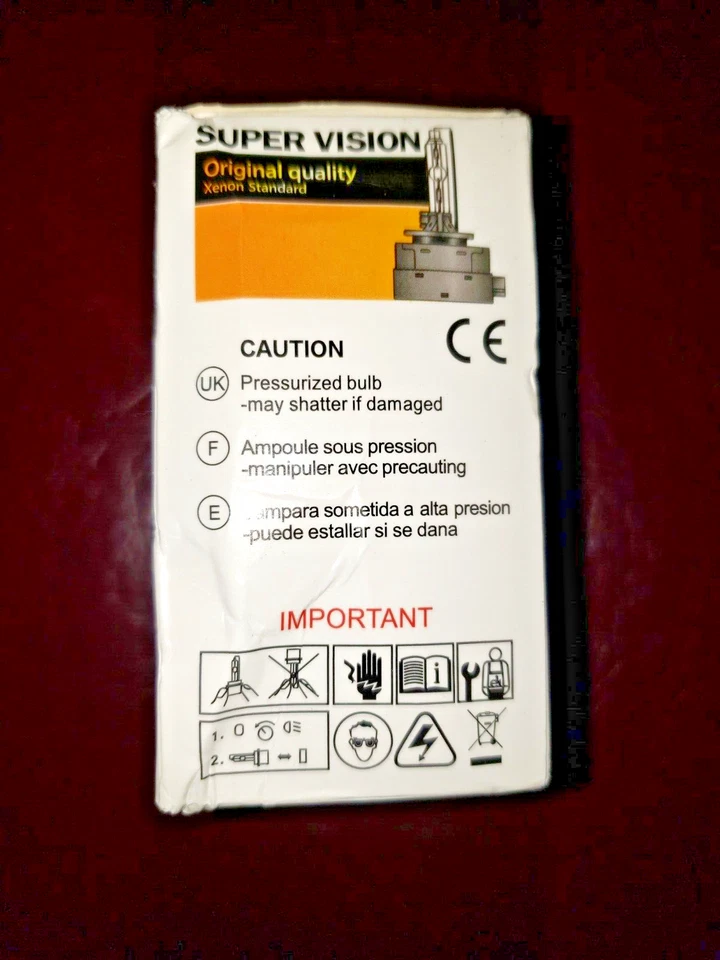 SUPER VISION
Original quality
Xenon Standard
CE
CAUTION
UK Pressurized bulb
-may shatter if damaged
F Ampoule sous pression
-manipuler avec precauting
E sometida a alta presion
-puede estallar si se dana
IMPORTANT
i
1.
2.